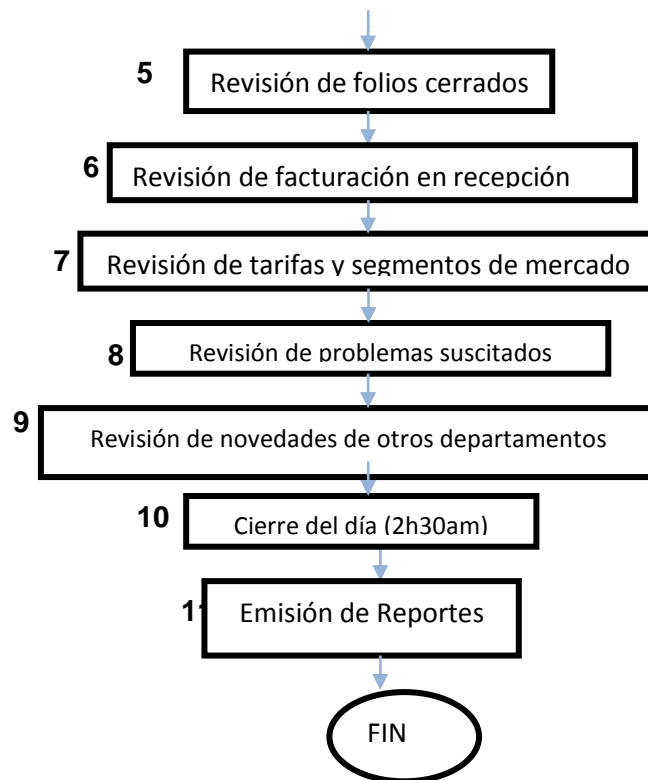 5 Revisión de folios cerrados
6 Revisión de facturación en recepción
7 Revisión de tarifas y segmentos de mercado
8 Revisión de problemas suscitados
9 Revisión de novedades de otros departamentos
10 Cierre del día (2h30am)
11 Emisión de Reportes
FIN